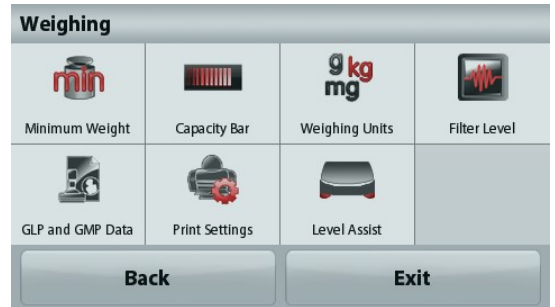 Weighing
min
g kg
mg
Minimum Weight
Capacity Bar
Weighing Units
Filter Level
GLP and GMP Data
Print Settings
Level Assist
Back
Exit